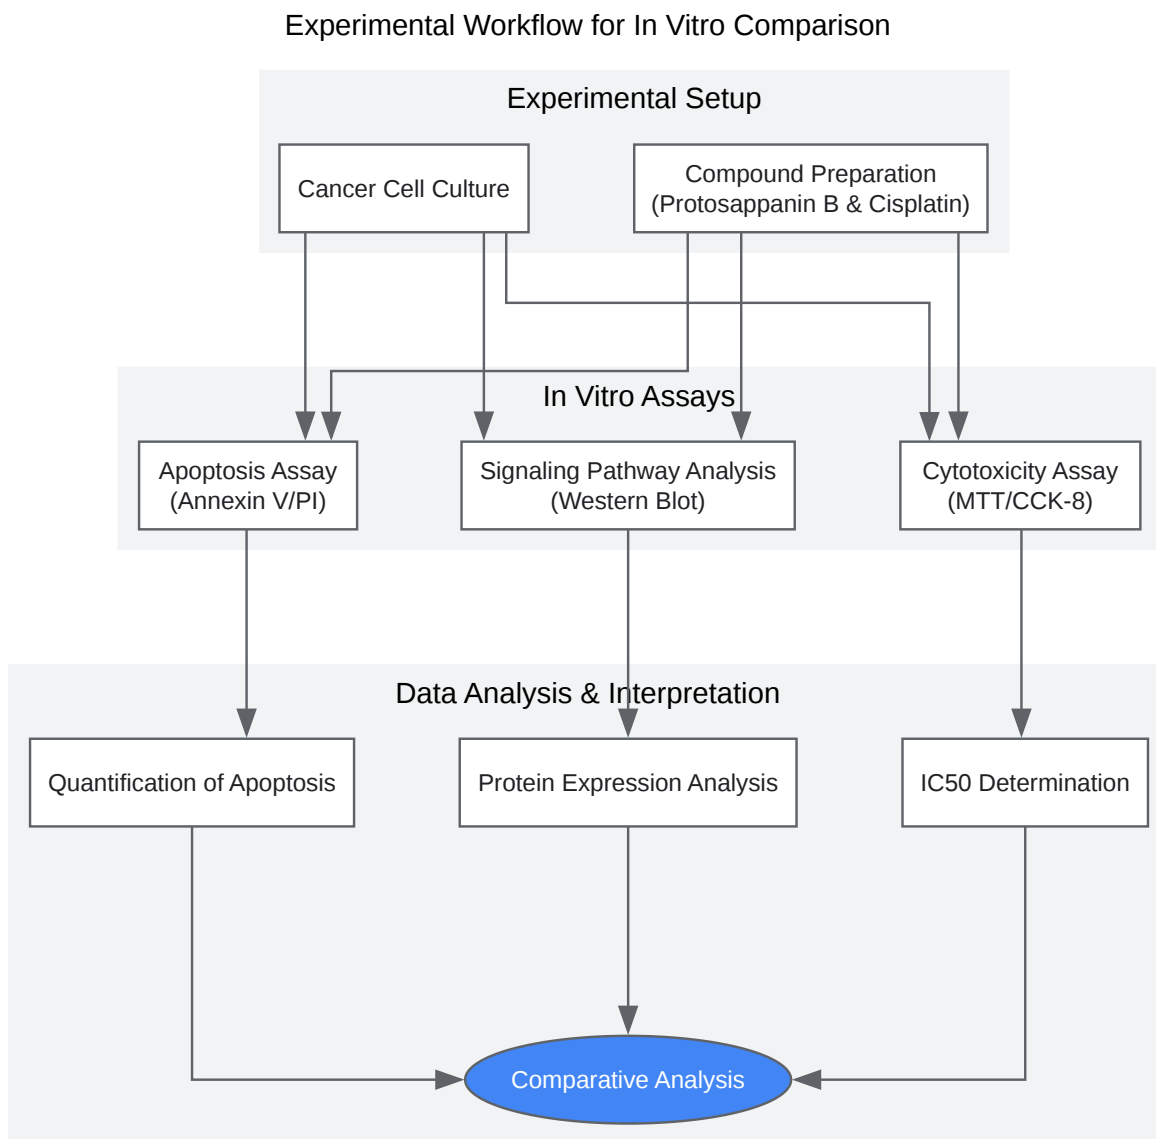 Experimental Workflow for In Vitro Comparison
Experimental Setup
Cancer Cell Culture
Compound Preparation
(Protosappanin B & Cisplatin)
In Vitro Assays
Apoptosis Assay
(Annexin V/PI)
Signaling Pathway Analysis
(Western Blot)
Cytotoxicity Assay
(MTT/CCK-8)
Data Analysis & Interpretation
Quantification of Apoptosis
Protein Expression Analysis
IC50 Determination
Comparative Analysis